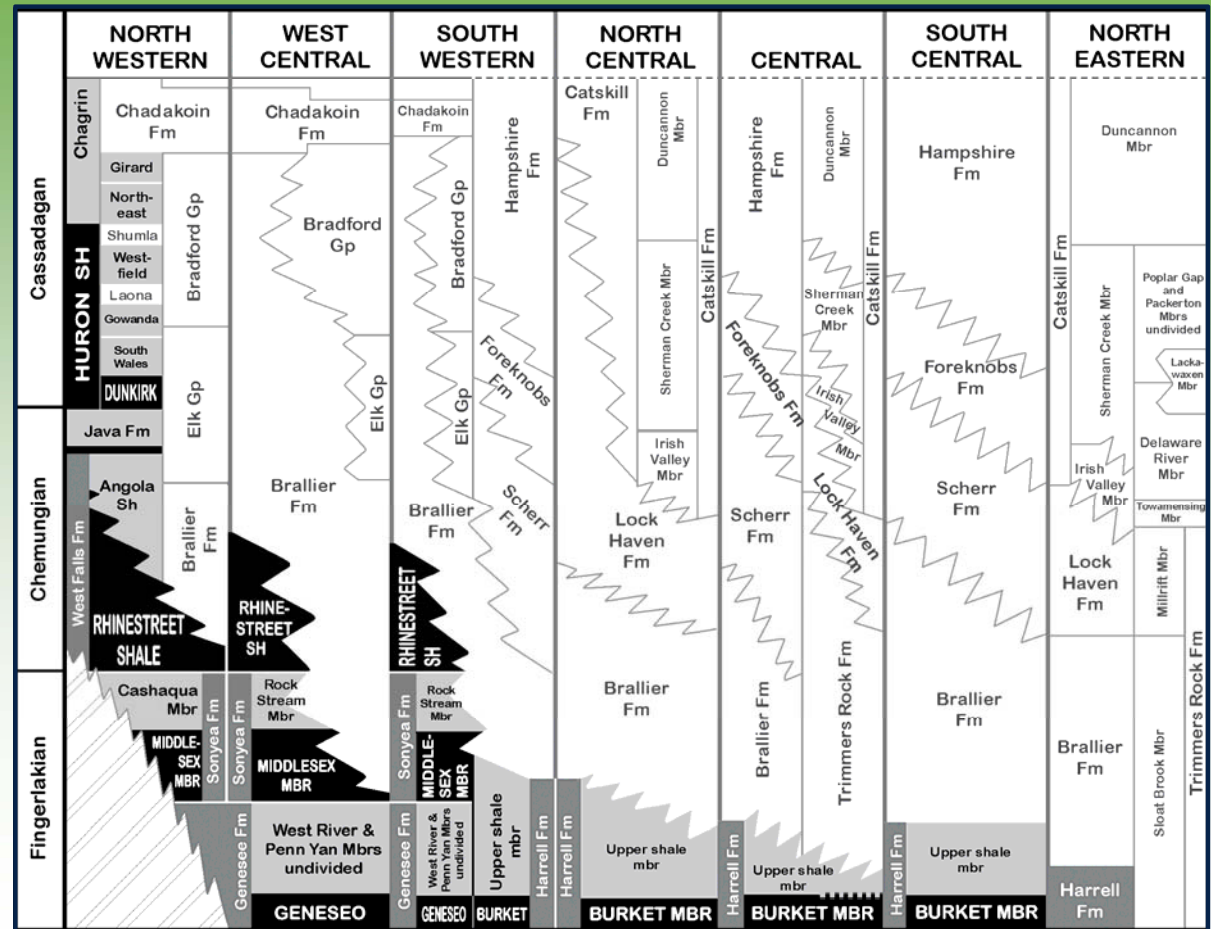 NORTH
WESTERN
WEST
CENTRAL
SOUTH
WESTERN
NORTH
CENTRAL
CENTRAL
SOUTH
CENTRAL
NORTH
EASTERN
Cassadagan
Chemungian
Fingerlakian
Chagrin
HURON SH
Chadakoin
Fm
Girard
North-
east
Shumla
West-
field
Laona
Gowanda
South
Wales
DUNKIRK
Bradford Gp
Elk Gp
Java Fm
West Falls Fm
Angola
Sh
Brallier
Fm
RHINESTREET
SHALE
Cashaqua
Mbr
MIDDLE-
SEX
MBR
Sonyea Fm
Chadakoin
Fm
Bradford
Gp
Elk Gp
Brallier
Fm
RHINE-
STREET
SH
Sonyea Fm
Rock
Stream
Mbr
MIDDLESEX
MBR
Genesee Fm
West River &
Penn Yan Mbrs
undivided
GENESEO
Chadakoin
Fm
Hampshire
Fm
Bradford Gp
Foreknobs
Fm
Elk Gp
Scherr
Fm
Brallier
Fm
RHINESTREET
SH
Sonyea Fm
Rock
Stream
Mbr
MIDDLE-
SEX
MBR
Genesee Fm
West River &
Penn Yan Mbrs
undivided
Upper shale
mbr
Harrell Fm
GENESEO
BURKET
Catskill
Fm
Duncannon
Mbr
Sherman Creek Mbr
Catskill Fm
Irish
Valley
Mbr
Lock
Haven
Fm
Brallier
Fm
Harrell Fm
Upper shale
mbr
BURKET MBR
Hampshire
Fm
Duncannon
Mbr
Catskill Fm
Sherman
Creek
Mbr
Foreknobs Fm
Irish
Valley
Mbr
Scherr
Fm
Lock Haven
Fm
Brallier Fm
Trimmers Rock Fm
Harrell Fm
Upper shale
mbr
BURKET MBR
Hampshire
Fm
Foreknobs
Fm
Scherr
Fm
Brallier
Fm
Harrell Fm
Upper shale
mbr
BURKET MBR
Duncannon
Mbr
Catskill Fm
Sherman Creek Mbr
Poplar Gap
and
Packerton
Mbrs
undivided
Lacka-
waxen
Mbr
Irish
Valley
Mbr
Delaware
River
Mbr
Towamensing
Mbr
Lock
Haven
Fm
Millrift Mbr
Brallier
Fm
Sloat Brook Mbr
Trimmers Rock Fm
Harrell
Fm